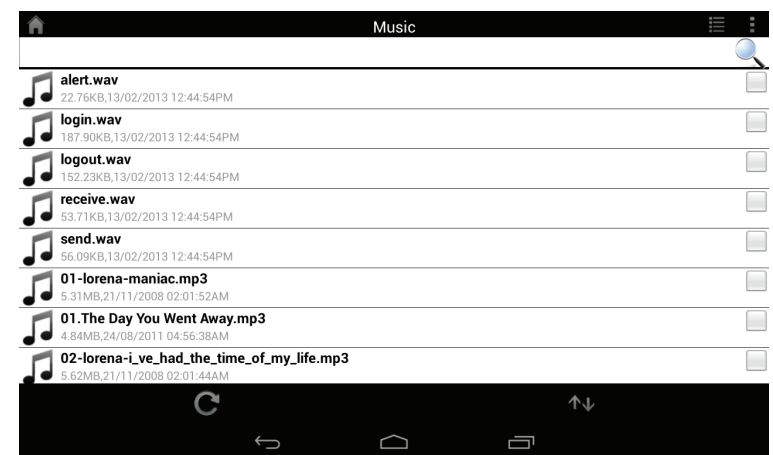 Music
alert.wav
22.76KB,13/02/2013 12:44:54PM
login.wav
187.90KB,13/02/2013 12:44:54PM
logout.wav
152.23KB,13/02/2013 12:44:54PM
receive.wav
53.71KB,13/02/2013 12:44:54PM
send.wav
56.09KB,13/02/2013 12:44:54PM
01-lorena-maniac.mp3
5.31MB,21/11/2008 02:01:52AM
01.The Day You Went Away.mp3
4.84MB,24/08/2011 04:56:38AM
02-lorena-i_ve_had_the_time_of_my_life.mp3
5.62MB,21/11/2008 02:01:44AM